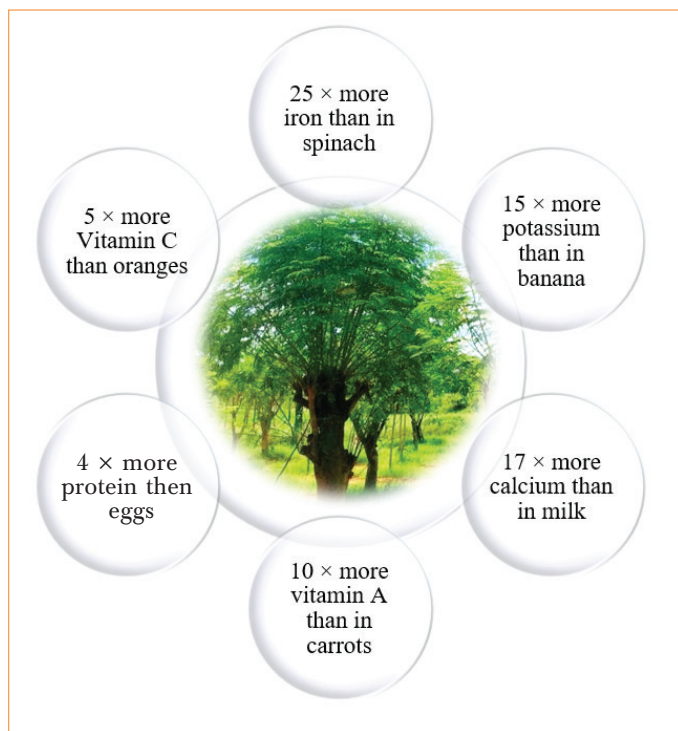 25 × more
iron than in
spinach
5 × more
Vitamin C
than oranges
15 × more
potassium
than in
banana
4 × more
protein then
eggs
17 × more
calcium than
in milk
10 × more
vitamin A
than in
carrots